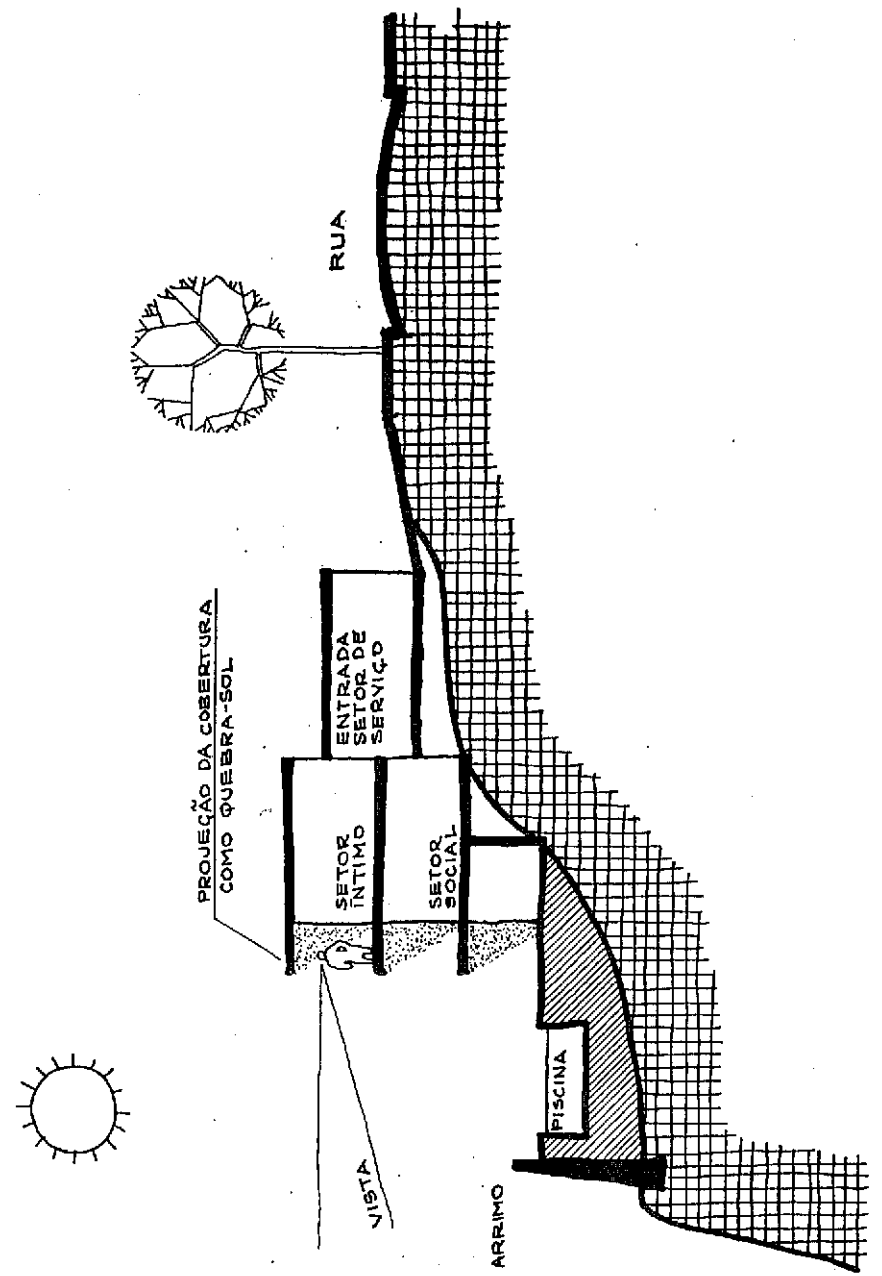 PROJEÇÃO DA COBERTURA
COMO QUEBRA-SOL
RUA
ENTRADA
SETOR DE
SERVIÇO
SETOR
ÍNTIMO
SETOR
SOCIAL
VISTA
PISCINA
ARRIMO